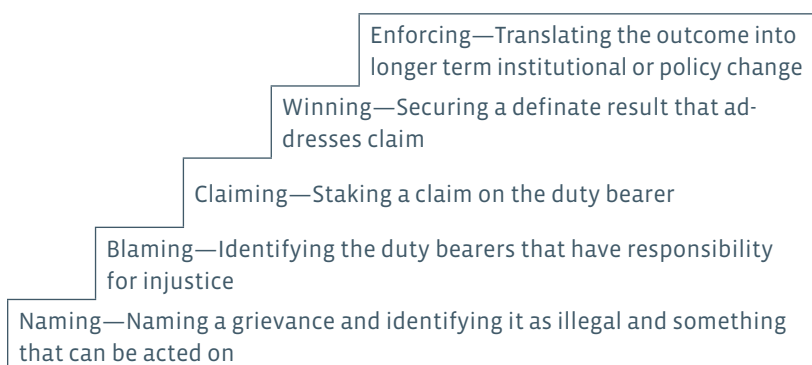 Enforcing—Translating the outcome into
longer term institutional or policy change
Winning—Securing a definate result that ad-
dresses claim
Claiming—Staking a claim on the duty bearer
Blaming—Identifying the duty bearers that have responsibility
for injustice
Naming—Naming a grievance and identifying it as illegal and something
that can be acted on